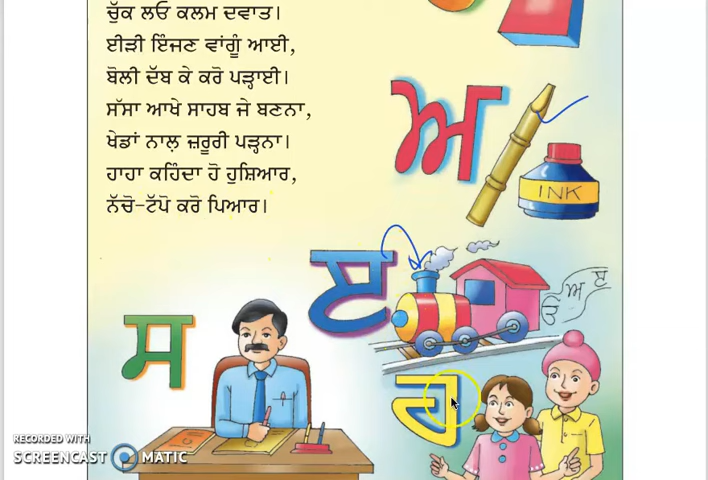 ਚੁੱਕ ਲਓ ਕਲਮ ਦਵਾਤ।
ਈੜੀ ਇੰਜਣ ਵਾਂਗੂੰ ਆਈ,
ਬੋਲੀ ਦੱਬ ਕੇ ਕਰੋ ਪੜ੍ਹਾਈ।
ਸੱਸਾ ਆਖੇ ਸਾਹਬ ਜੇ ਬਣਨਾ,
ਖੇਡਾਂ ਨਾਲ਼ ਜ਼ਰੂਰੀ ਪੜ੍ਹਨਾ।
ਹਾਹਾ ਕਹਿੰਦਾ ਹੋ ਹੁਸ਼ਿਆਰ,
ਨੱਚੋ-ਟੱਪੋ ਕਰੋ ਪਿਆਰ।
ਅ
INK
ੲ
ੳ ਅ ੲ
ਸ
ਹ
RECORDED WITH
SCREENCAST MATIC